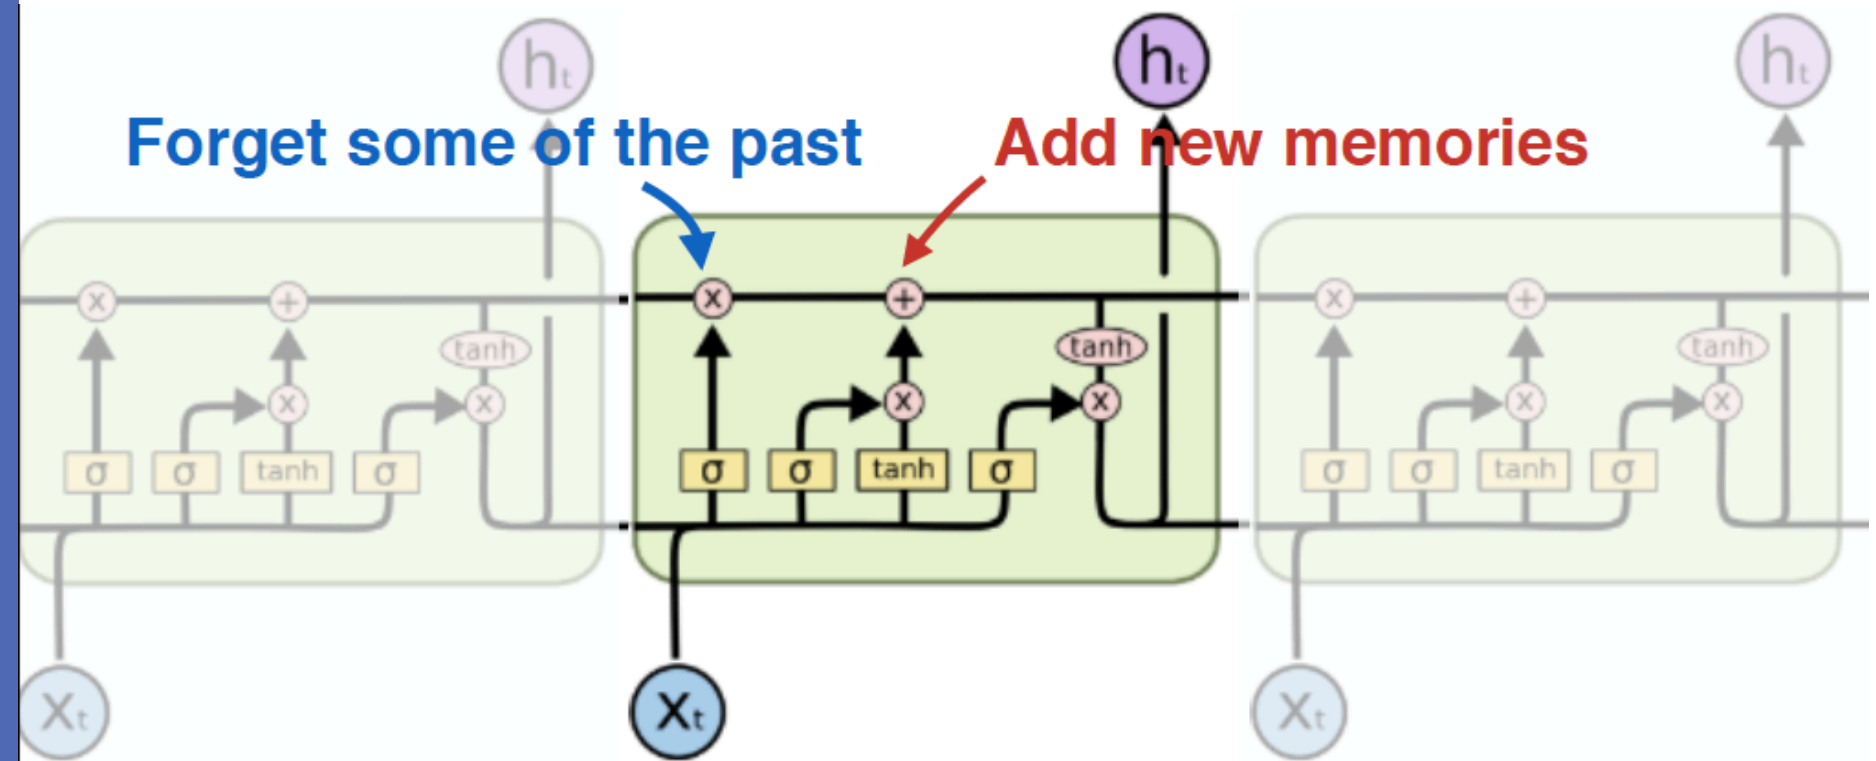 ht ht ht
Forget some of the past Add new memories
x + x + x +
tanh tanh tanh
x x x x x x
σ σ tanh σ σ σ tanh σ σ σ tanh σ
xt xt xt